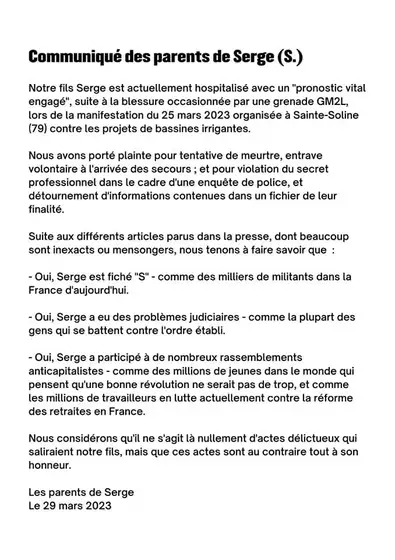 Communiqué des parents de Serge (S.)
Notre fils Serge est actuellement hospitalisé avec un "pronostic vital
engagé", suite à la blessure occasionnée par une grenade GM2L,
lors de la manifestation du 25 mars 2023 organisée à Sainte-Soline
(79) contre les projets de bassines irrigantes.
Nous avons porté plainte pour tentative de meurtre, entrave
volontaire à l'arrivée des secours ; et pour violation du secret
professionnel dans le cadre d'une enquête de police, et
détournement d'informations contenues dans un fichier de leur
finalité.
Suite aux différents articles parus dans la presse, dont beaucoup
sont inexacts ou mensongers, nous tenons à faire savoir que :
- Oui, Serge est fiché "S" - comme des milliers de militants dans la
France d'aujourd'hui.
- Oui, Serge a eu des problèmes judiciaires - comme la plupart des
gens qui se battent contre l'ordre établi.
- Oui, Serge a participé à de nombreux rassemblements
anticapitalistes - comme des millions de jeunes dans le monde qui
pensent qu'une bonne révolution ne serait pas de trop, et comme
les millions de travailleurs en lutte actuellement contre la réforme
des retraites en France.
Nous considérons qu'il ne s'agit là nullement d'actes délictueux qui
saliraient notre fils, mais que ces actes sont au contraire tout à son
honneur.
Les parents de Serge
Le 29 mars 2023